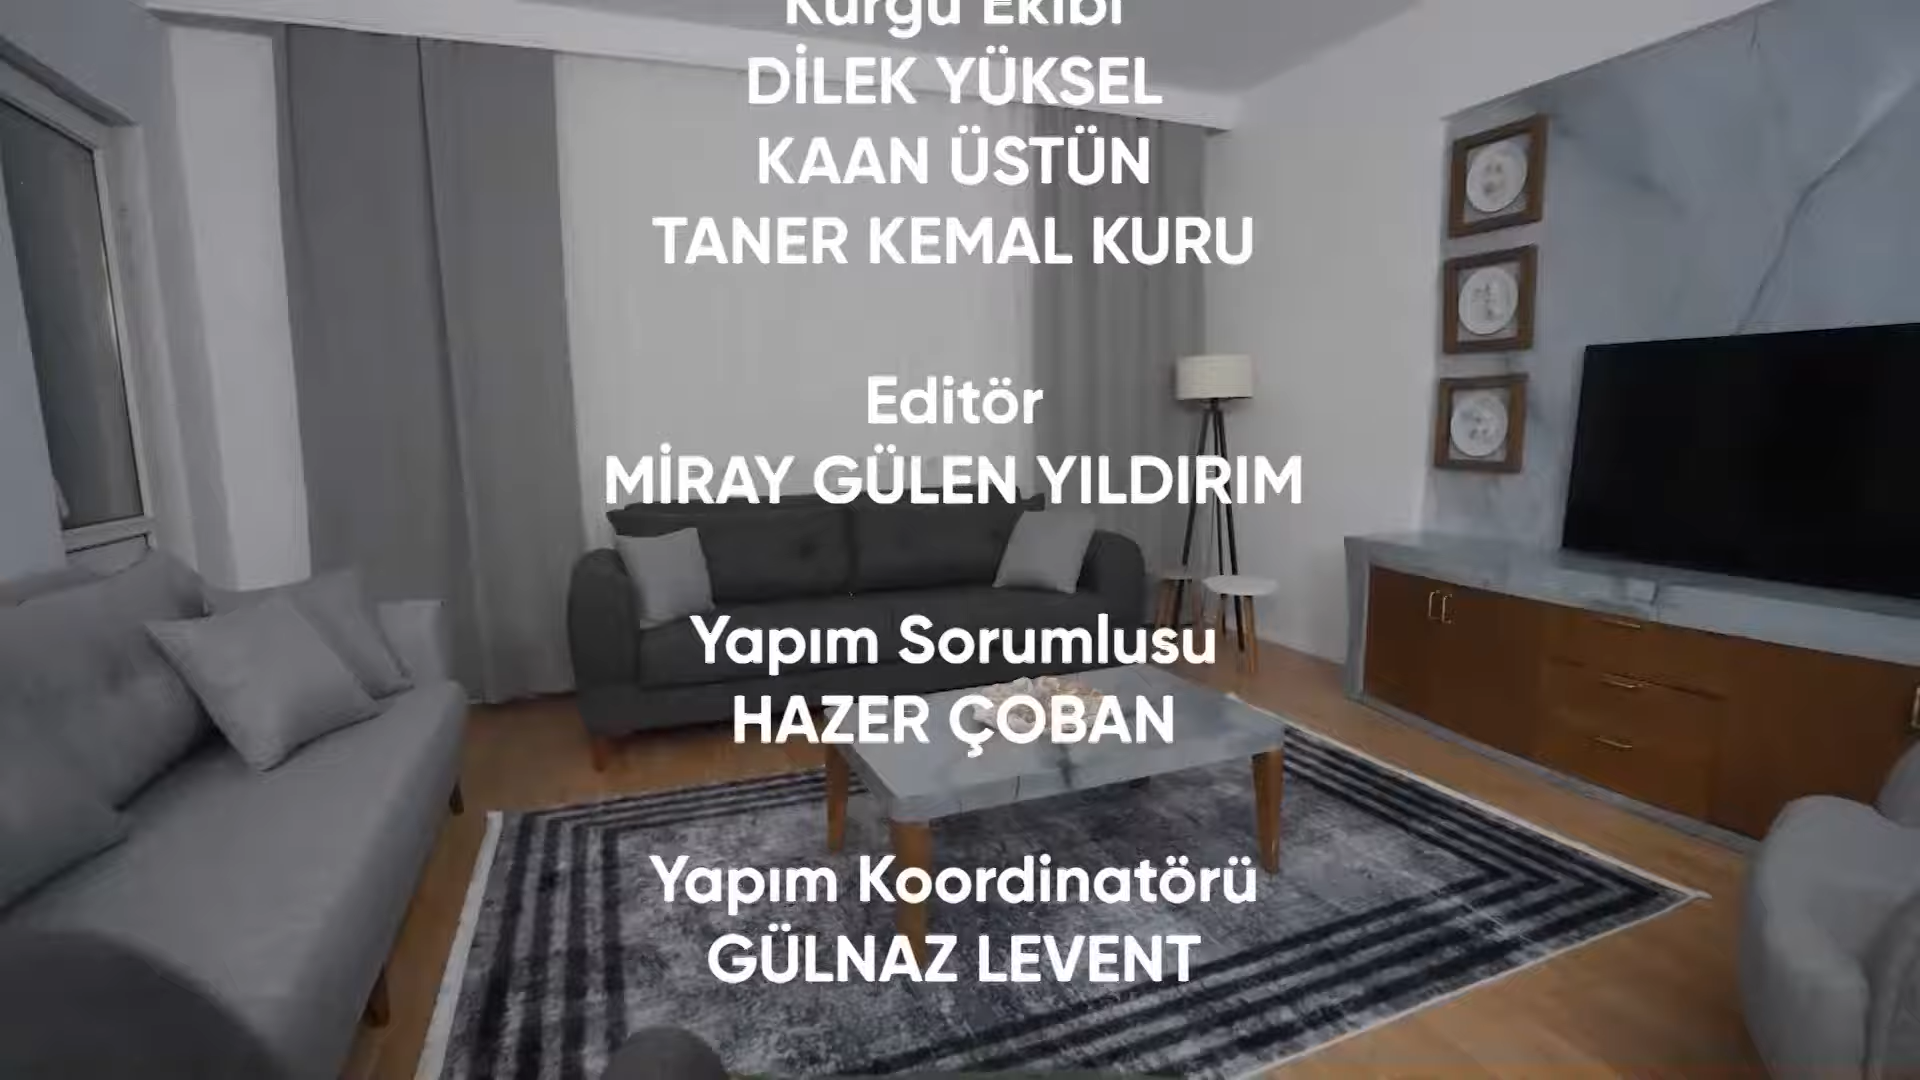 Kurgu Ekibi
DİLEK YÜKSEL
KAAN ÜSTÜN
TANER KEMAL KURU
Editör
MİRAY GÜLEN YILDIRIM
Yapım Sorumlusu
HAZER ÇOBAN
Yapım Koordinatörü
GÜLNAZ LEVENT